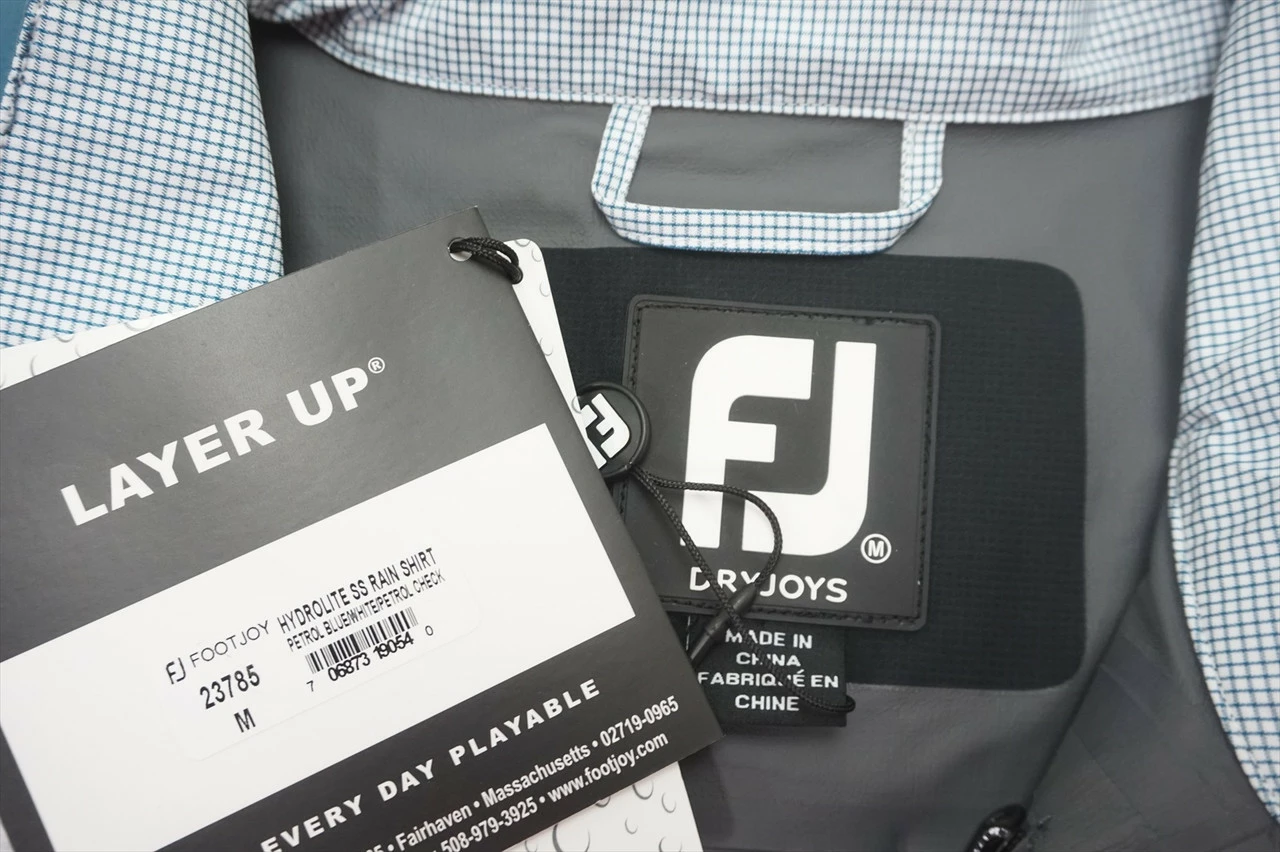 LAYER UP®
FJ FOOTJOY
23785
M
HYDROLITE SS RAIN SHIRT
PETROL BLUE/WHITE/PETROL CHECK
7 06873 19054 0
EVERY DAY PLAYABLE
Fairhaven • Massachusetts • 02719-0965
508-979-3925 • www.footjoy.com
FJ
FJ
M
DRYJOYS
MADE IN
CHINA
FABRIQUÉ EN
CHINE